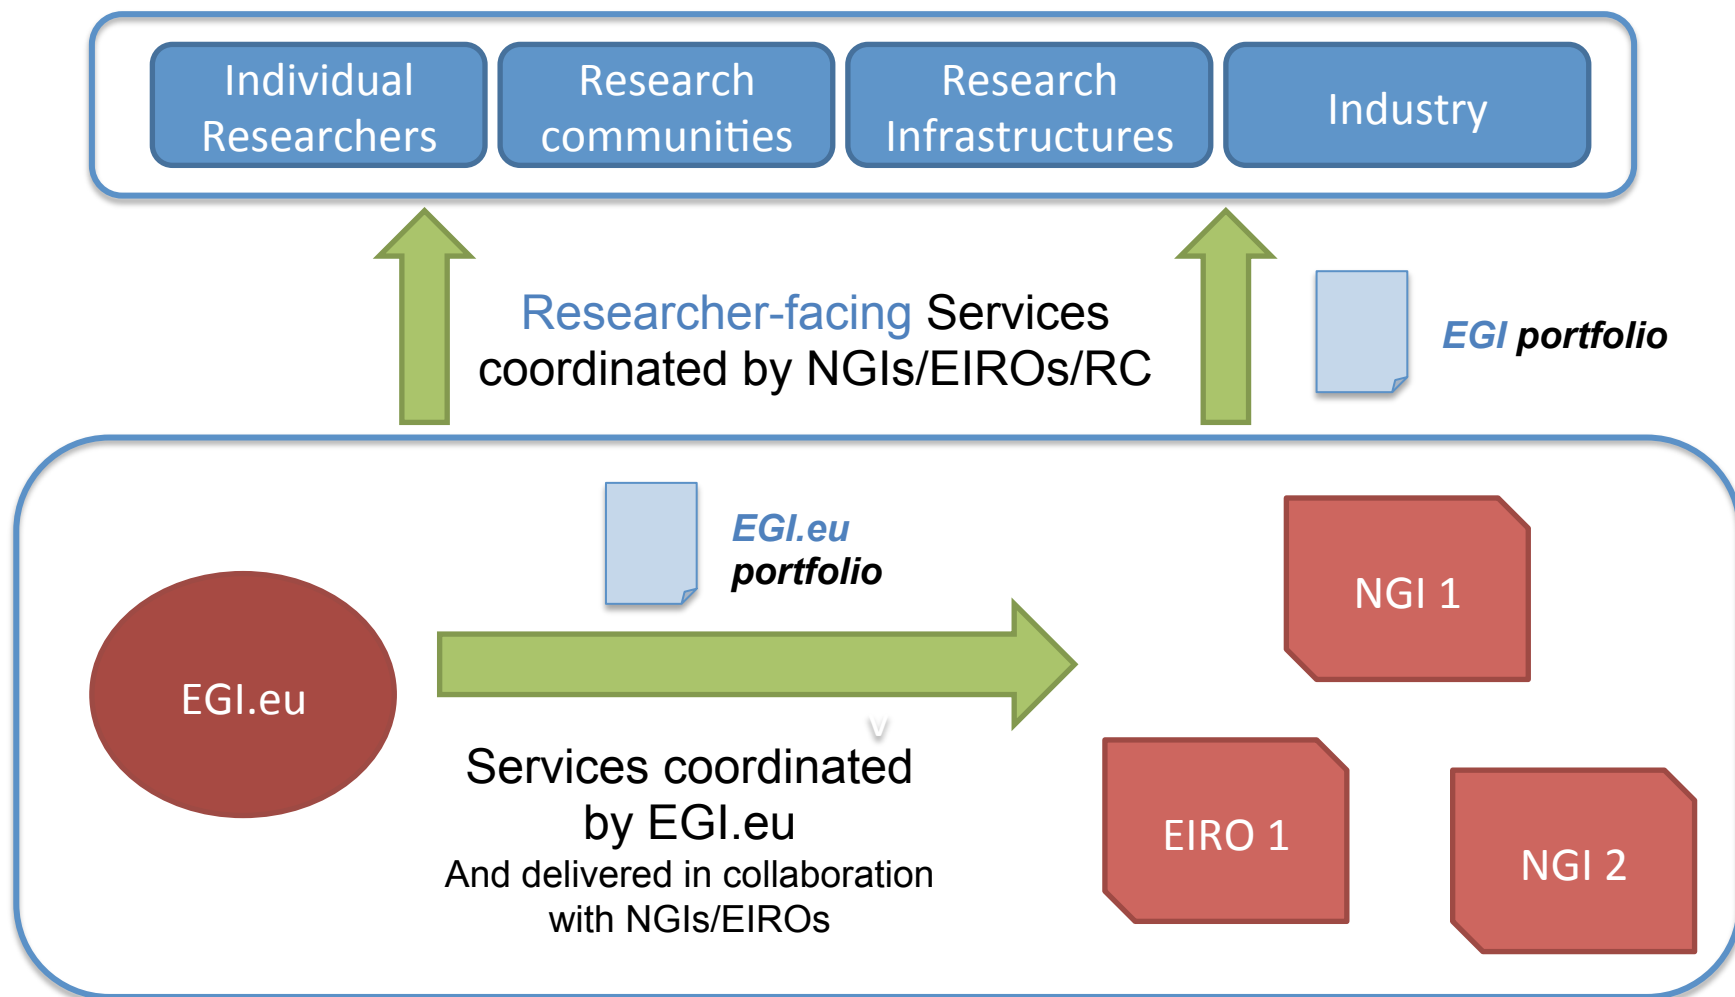 Individual
Researchers
Research
communities
Research
Infrastructures
Industry
Researcher-facing Services
coordinated by NGIs/EIROs/RC
EGI portfolio
EGI.eu
portfolio
NGI 1
EGI.eu
v
Services coordinated
by EGI.eu
And delivered in collaboration
with NGIs/EIROs
EIRO 1
NGI 2